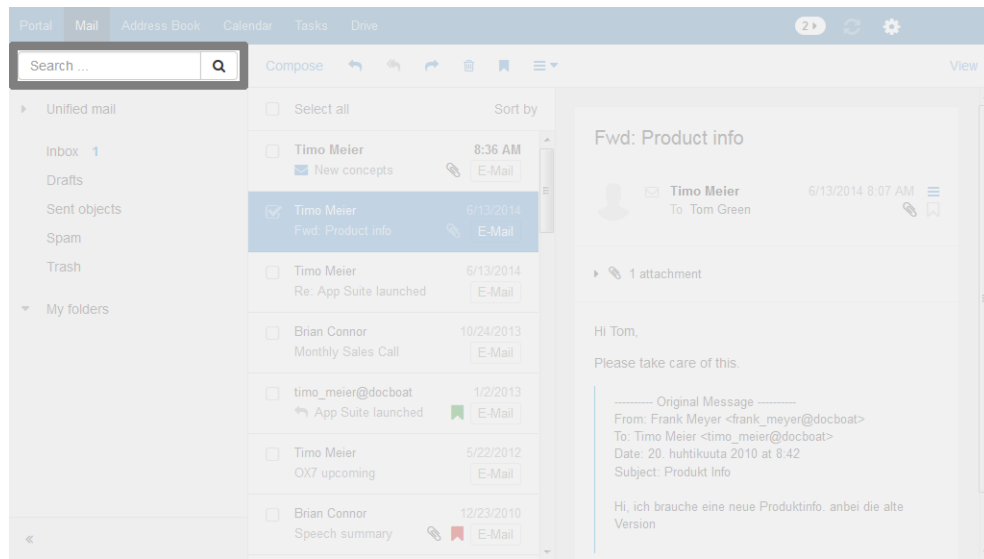 Portal Mail Address Book Calendar Tasks Drive 2
Search ...
Compose View
Unified mail
Inbox 1
Drafts
Sent objects
Spam
Trash
My folders
Select all Sort by
Timo Meier 8:36 AM
New concepts E-Mail
Timo Meier 6/13/2014
Fwd: Product info E-Mail
Timo Meier 6/13/2014
Re: App Suite launched E-Mail
Brian Connor 10/24/2013
Monthly Sales Call E-Mail
timo_meier@docboat 1/2/2013
App Suite launched E-Mail
Timo Meier 5/22/2012
OX7 upcoming E-Mail
Brian Connor 12/23/2010
Speech summary E-Mail
Fwd: Product info
Timo Meier 6/13/2014 8:07 AM
To Tom Green
1 attachment
Hi Tom,
Please take care of this.
---------- Original Message ----------
From: Frank Meyer <frank_meyer@docboat>
To: Timo Meier <timo_meier@docboat>
Date: 20. huhtikuuta 2010 at 8:42
Subject: Produkt Info
Hi, ich brauche eine neue Produktinfo. anbei die alte
Version